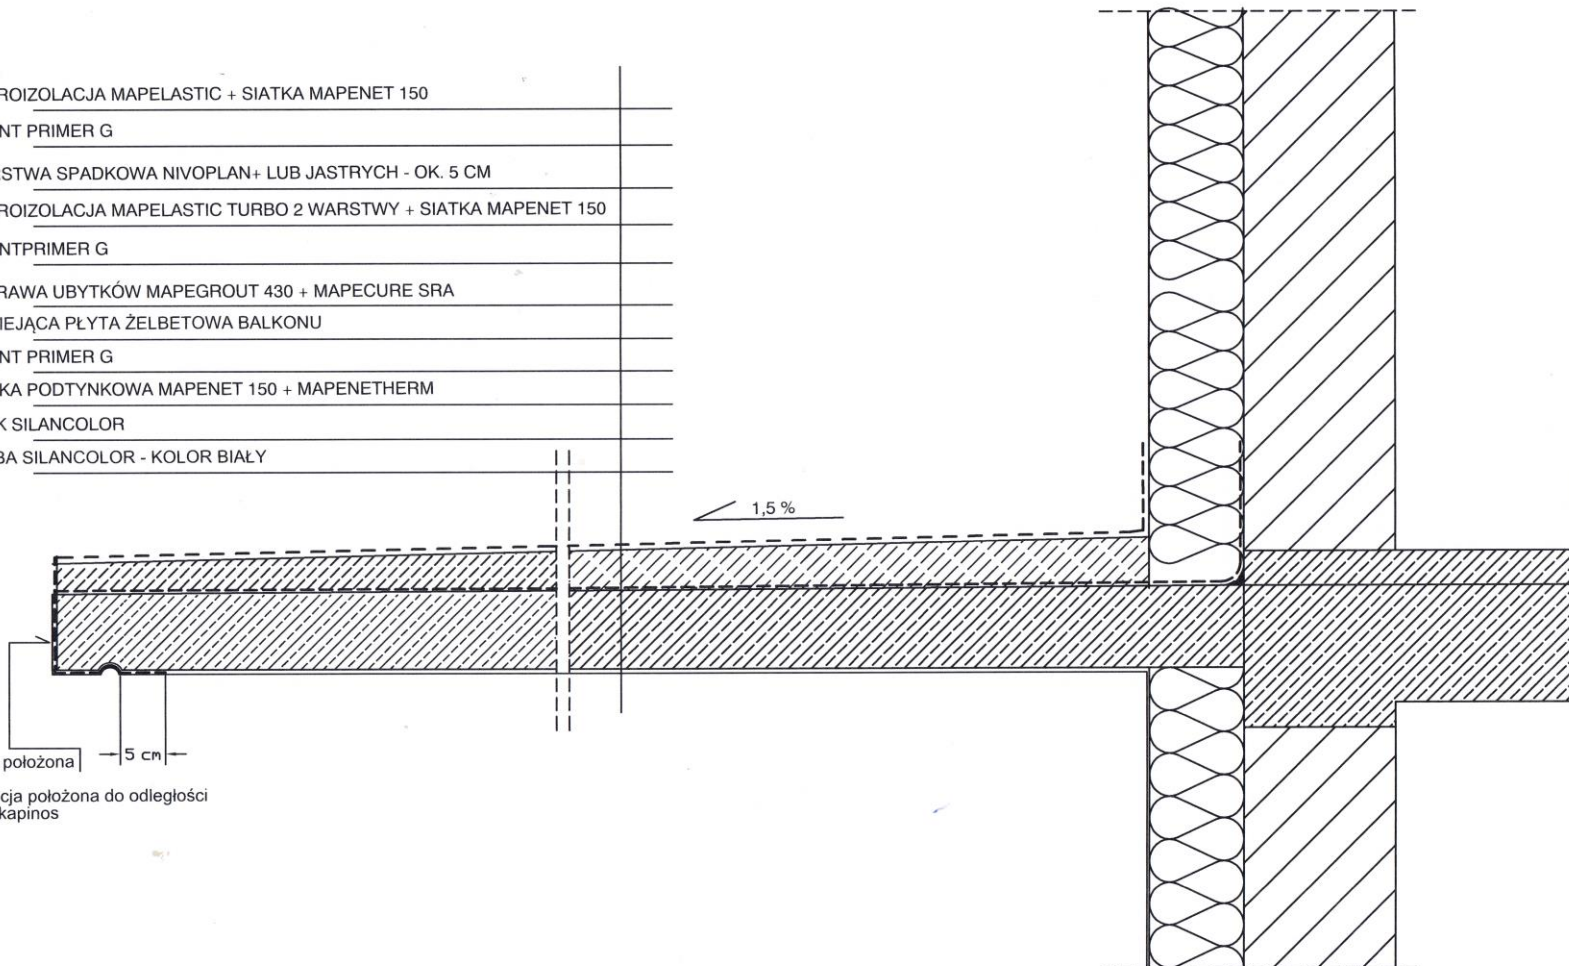 ROIZOLACJA MAPELASTIC + SIATKA MAPENET 150
NT PRIMER G
STWA SPADKOWA NIVOPLAN+ LUB JASTRYCH - OK. 5 CM
ROIZOLACJA MAPELASTIC TURBO 2 WARSTWY + SIATKA MAPENET 150
NTPRIMER G
RAWA UBYTKÓW MAPEGROUT 430 + MAPECURE SRA
IEJĄCA PŁYTA ŻELBETOWA BALKONU
NT PRIMER G
KA PODTYNKOWA MAPENET 150 + MAPENETHERM
K SILANCOLOR
BA SILANCOLOR - KOLOR BIAŁY
1,5 %
położona
5 cm
cja położona do odległości
kapinos